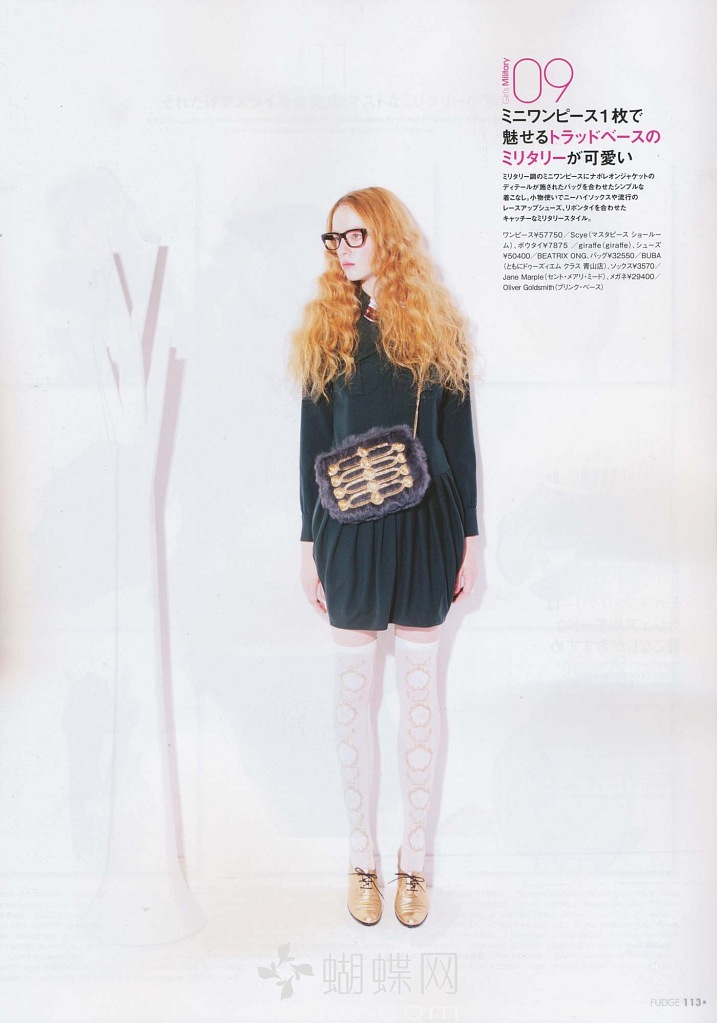 Girl's Military
09
ミニワンピース1枚で
魅せるトラッドベースの
ミリタリーが可愛い
ミリタリー調のミニワンピースにナポレオンジャケットの
ディテールが施されたバッグを合わせたシンプルな
着こなし。小物使いでニーハイソックスや流行の
レースアップシューズ、リボンタイを合わせた
キャッチーなミリタリースタイル。
ワンピース¥57750／Scye(マスタピース ショールー
ム)、ボウタイ¥7875 ／giraffe(giraffe)、シューズ
¥50400／BEATRIX ONG、バッグ¥32550／BUBA
(ともにドゥーズィエム クラス 青山店)、ソックス¥3570／
Jane Marple(セント・メアリ・ミード)、メガネ¥29400／
Oliver Goldsmith(ブリンク・ベース)
蝴蝶网
FUDGE 113